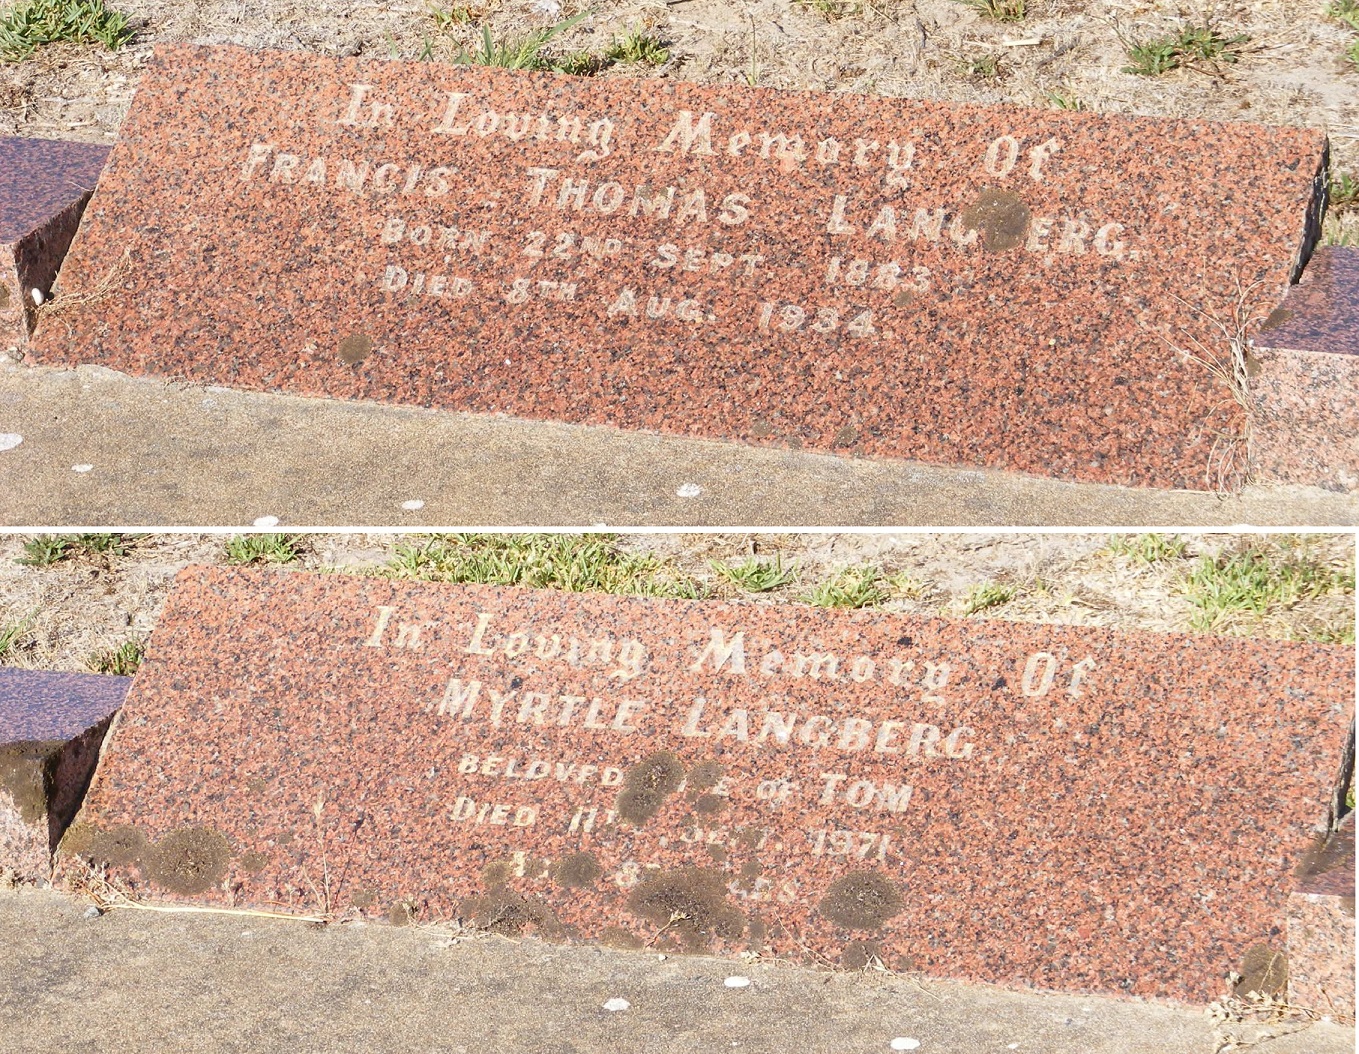 In Loving Memory Of
FRANCIS THOMAS LANGBERG.
BORN 22ND SEPT. 1883
DIED 8TH AUG. 1934.
In Loving Memory Of
MYRTLE LANGBERG
BELOVED OF TOM
DIED 11TH SEPT. 1971.